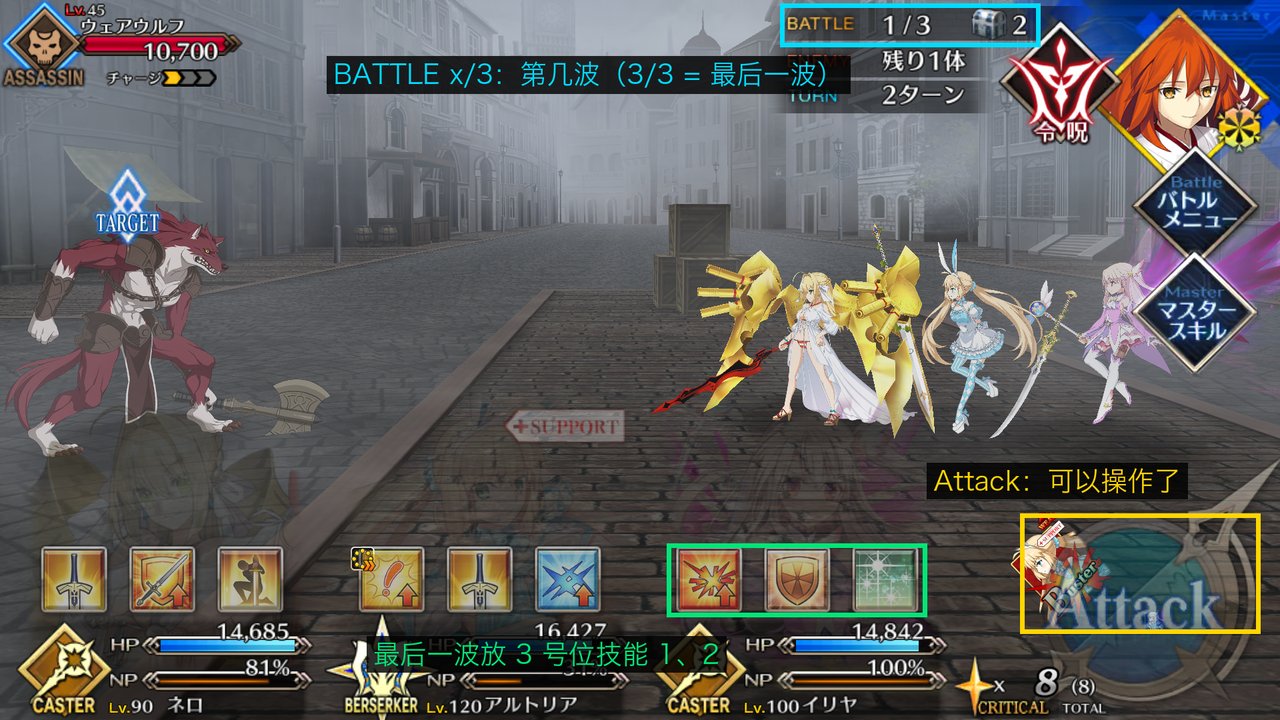 Lv.45
ウェアウルフ
10,700
ASSASSIN
チャージ
BATTLE 1/3 2
残り1体
TURN 2ターン
BATTLE x/3：第几波（3/3 = 最后一波）
令呪
Master
Battle
バトル
メニュー
Master
マスター
スキル
TARGET
+SUPPORT
Attack：可以操作了
Buster
Attack
最后一波放 3 号位技能 1、2
HP 14,685
NP 81%
CASTER Lv.90 ネロ
HP 16,427
NP
BERSERKER Lv.120 アルトリア
HP 14,842
NP 100%
CASTER Lv.100 イリヤ
x 8 (8)
CRITICAL TOTAL